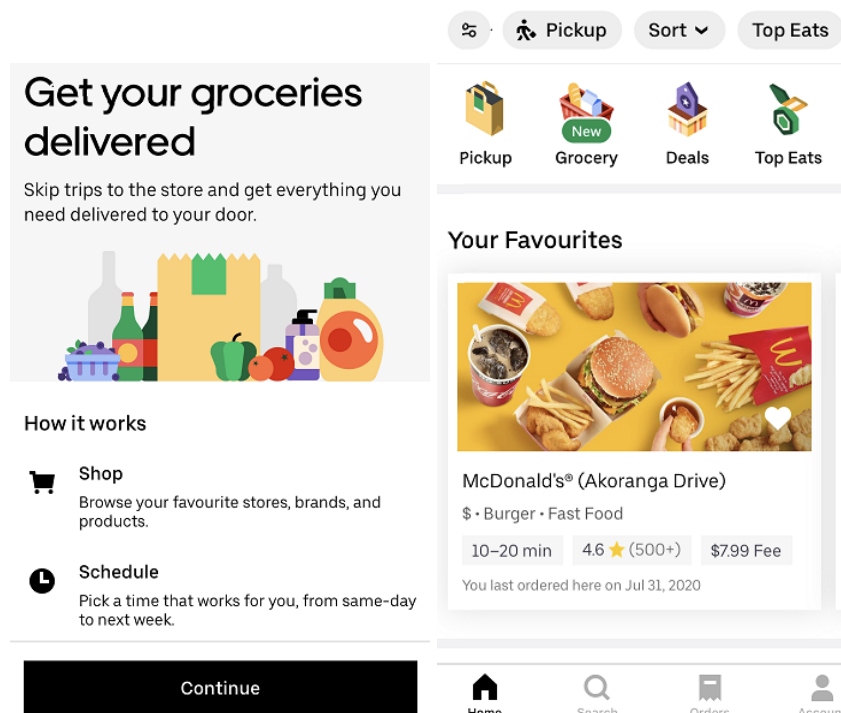 Get your groceries
delivered
Skip trips to the store and get everything you
need delivered to your door.
How it works
Shop
Browse your favourite stores, brands, and
products.
Schedule
Pick a time that works for you, from same-day
to next week.
Continue
Pickup
Sort
Top Eats
New
Pickup
Grocery
Deals
Top Eats
Your Favourites
McDonald's® (Akoranga Drive)
$ • Burger • Fast Food
10–20 min
4.6 ★ (500+)
$7.99 Fee
You last ordered here on Jul 31, 2020
Home
Search
Orders